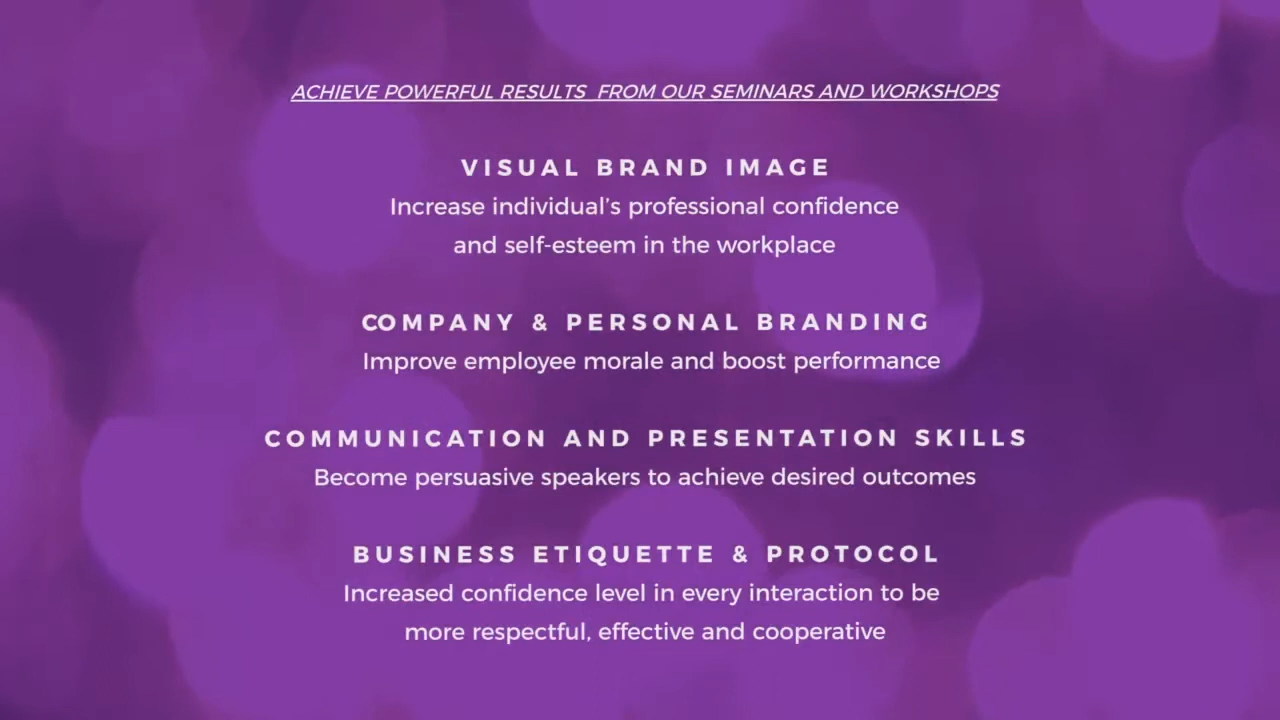 ACHIEVE POWERFUL RESULTS  FROM OUR SEMINARS AND WORKSHOPS
VISUAL BRAND IMAGE
Increase individual’s professional confidence
and self-esteem in the workplace
COMPANY & PERSONAL BRANDING
Improve employee morale and boost performance
COMMUNICATION AND PRESENTATION SKILLS
Become persuasive speakers to achieve desired outcomes
BUSINESS ETIQUETTE & PROTOCOL
Increased confidence level in every interaction to be
more respectful, effective and cooperative